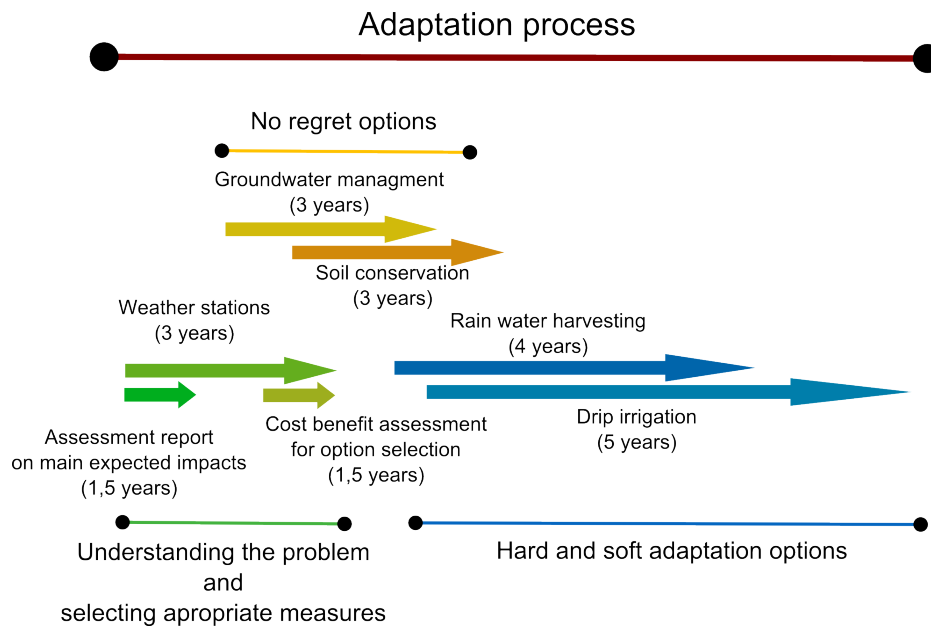 Adaptation process
No regret options
Groundwater managment
(3 years)
Soil conservation
(3 years)
Weather stations
(3 years)
Rain water harvesting
(4 years)
Assessment report
on main expected impacts
(1,5 years)
Cost benefit assessment
for option selection
(1,5 years)
Drip irrigation
(5 years)
Understanding the problem
and
selecting apropriate measures
Hard and soft adaptation options